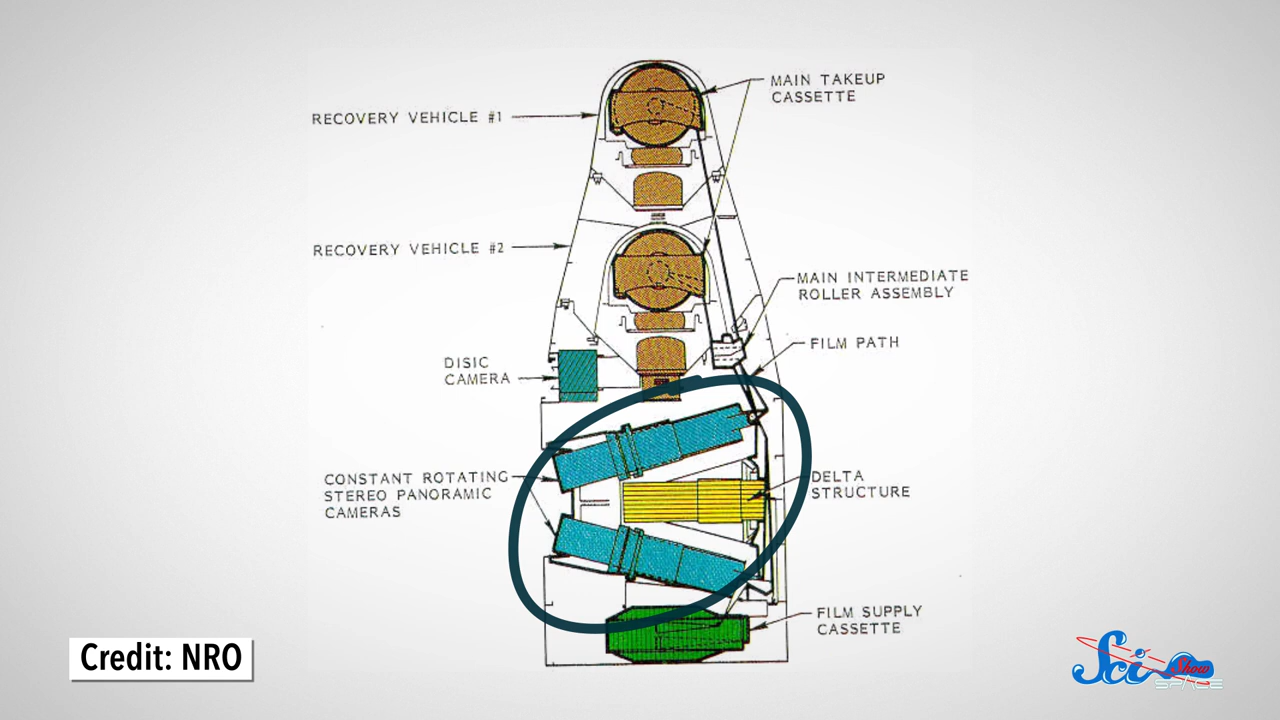 MAIN TAKEUP
CASSETTE
RECOVERY VEHICLE #1
RECOVERY VEHICLE #2
MAIN INTERMEDIATE
ROLLER ASSEMBLY
FILM PATH
DISIC
CAMERA
CONSTANT ROTATING
STEREO PANORAMIC
CAMERAS
DELTA
STRUCTURE
FILM SUPPLY
CASSETTE
Credit: NRO
Sci Show
SPACE